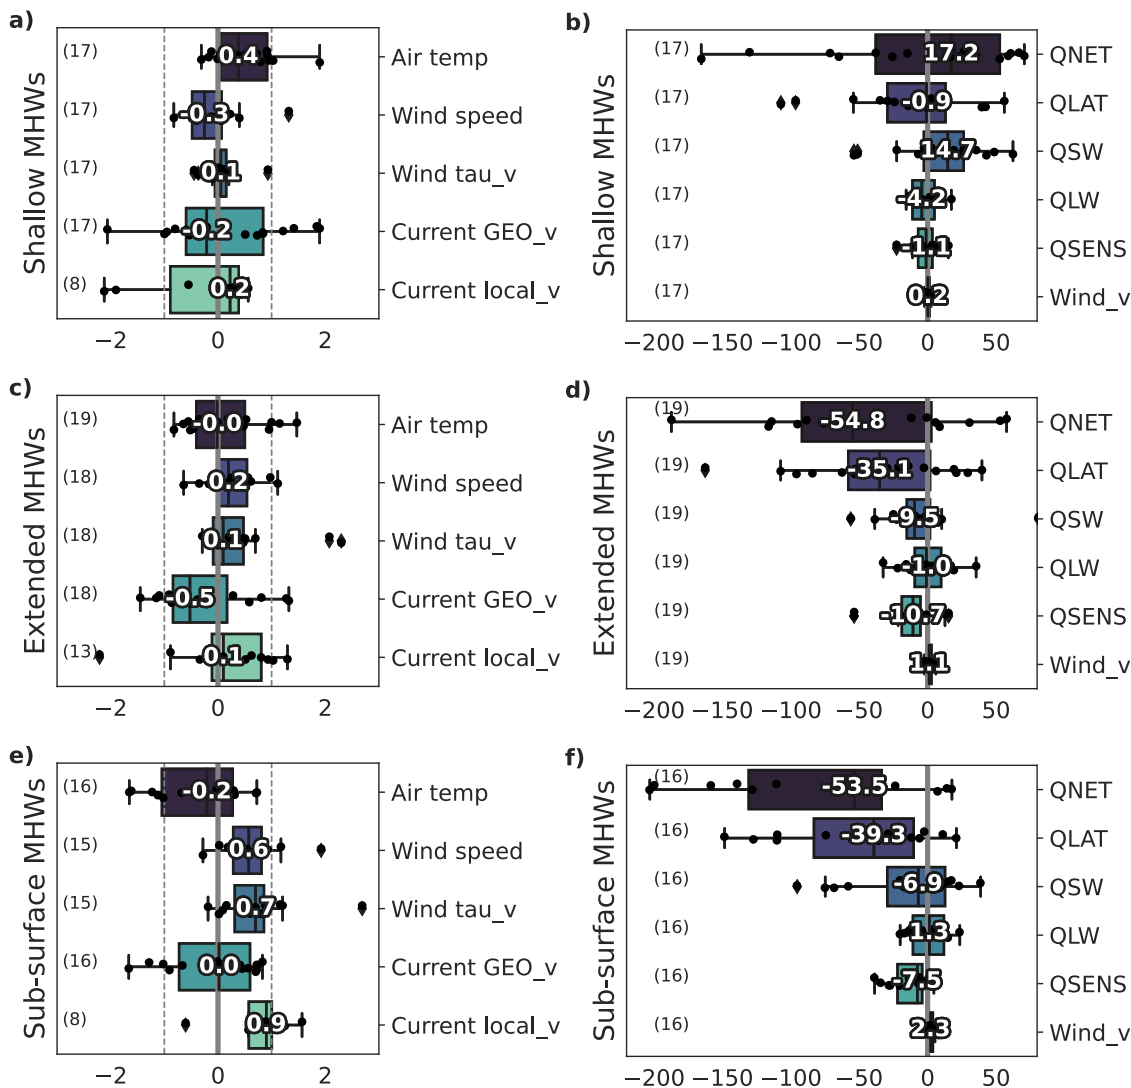 a)
Shallow MHWs
(17) 0.4 Air temp
(17) -0.3 Wind speed
(17) 0.1 Wind tau_v
(17) -0.2 Current GEO_v
(8) 0.2 Current local_v
−2 0 2
b)
Shallow MHWs
(17) 17.2 QNET
(17) -0.9 QLAT
(17) 14.7 QSW
(17) -4.2 QLW
(17) -1.1 QSENS
(17) 0.2 Wind_v
−200 −150 −100 −50 0 50
c)
Extended MHWs
(19) -0.0 Air temp
(18) 0.2 Wind speed
(18) 0.1 Wind tau_v
(18) -0.5 Current GEO_v
(13) 0.1 Current local_v
−2 0 2
d)
Extended MHWs
(19) -54.8 QNET
(19) -35.1 QLAT
(19) -9.5 QSW
(19) -1.0 QLW
(19) -10.7 QSENS
(19) 1.1 Wind_v
−200 −150 −100 −50 0 50
e)
Sub-surface MHWs
(16) -0.2 Air temp
(15) 0.6 Wind speed
(15) 0.7 Wind tau_v
(16) 0.0 Current GEO_v
(8) 0.9 Current local_v
−2 0 2
f)
Sub-surface MHWs
(16) -53.5 QNET
(16) -39.3 QLAT
(16) -6.9 QSW
(16) 1.3 QLW
(16) -7.5 QSENS
(16) 2.3 Wind_v
−200 −150 −100 −50 0 50